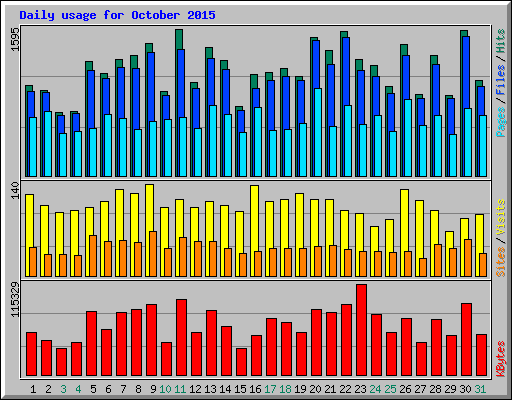 Daily usage for October 2015
1595
Pages / Files / Hits
140
Sites / Visits
115329
KBytes
1 2 3 4 5 6 7 8 9 10 11 12 13 14 15 16 17 18 19 20 21 22 23 24 25 26 27 28 29 30 31